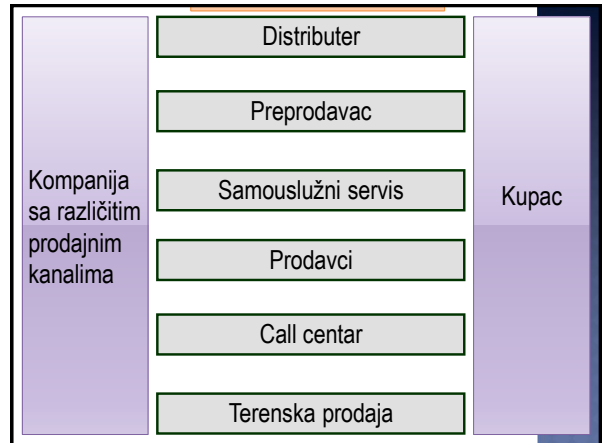 Distributer
Preprodavac
Kompanija
sa različitim
prodajnim
kanalima
Samouslužni servis
Kupac
Prodavci
Call centar
Terenska prodaja